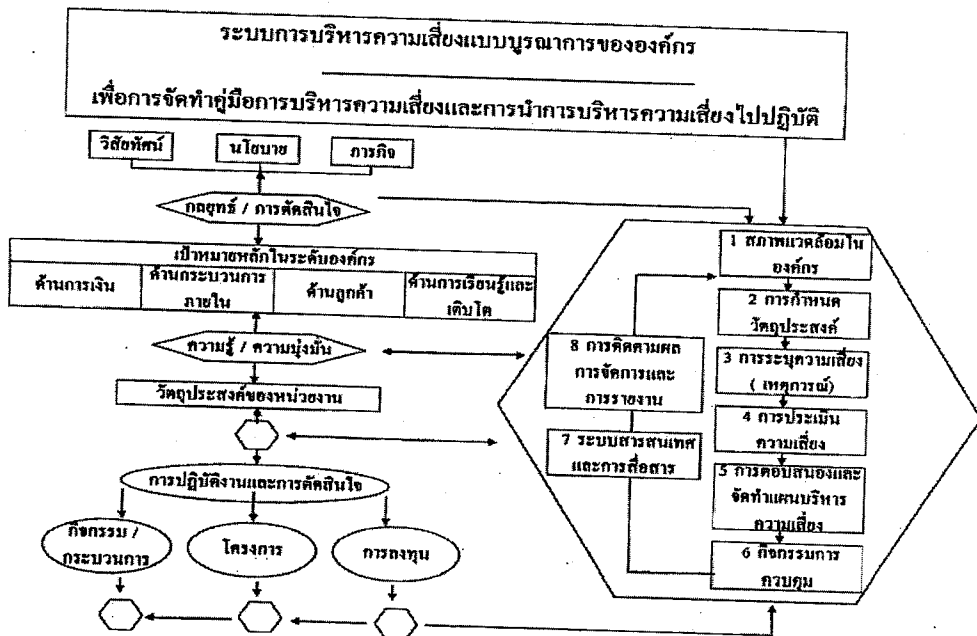 ระบบการบริหารความเสี่ยงแบบบูรณาการขององค์กร
เพื่อการจัดทำคู่มือการบริหารความเสี่ยงและการนำการบริหารความเสี่ยงไปปฏิบัติ
วิสัยทัศน์
นโยบาย
ภารกิจ
กลยุทธ์ / การตัดสินใจ
เป้าหมายหลักในระดับองค์กร
ด้านการเงิน
ด้านกระบวนการ
ภายใน
ด้านลูกค้า
ด้านการเรียนรู้และ
เติบโต
ความรู้ / ความมุ่งมั่น
วัตถุประสงค์ของหน่วยงาน
การปฏิบัติงานและการตัดสินใจ
กิจกรรม /
กระบวนการ
โครงการ
การลงทุน
1 สภาพแวดล้อมใน
องค์กร
2 การกำหนด
วัตถุประสงค์
3 การระบุความเสี่ยง
( เหตุการณ์)
4 การประเมิน
ความเสี่ยง
5 การตอบสนองและ
จัดทำแผนบริหาร
ความเสี่ยง
6 กิจกรรมการ
ควบคุม
7 ระบบสารสนเทศ
และการสื่อสาร
8 การติดตามผล
การจัดการและ
การรายงาน